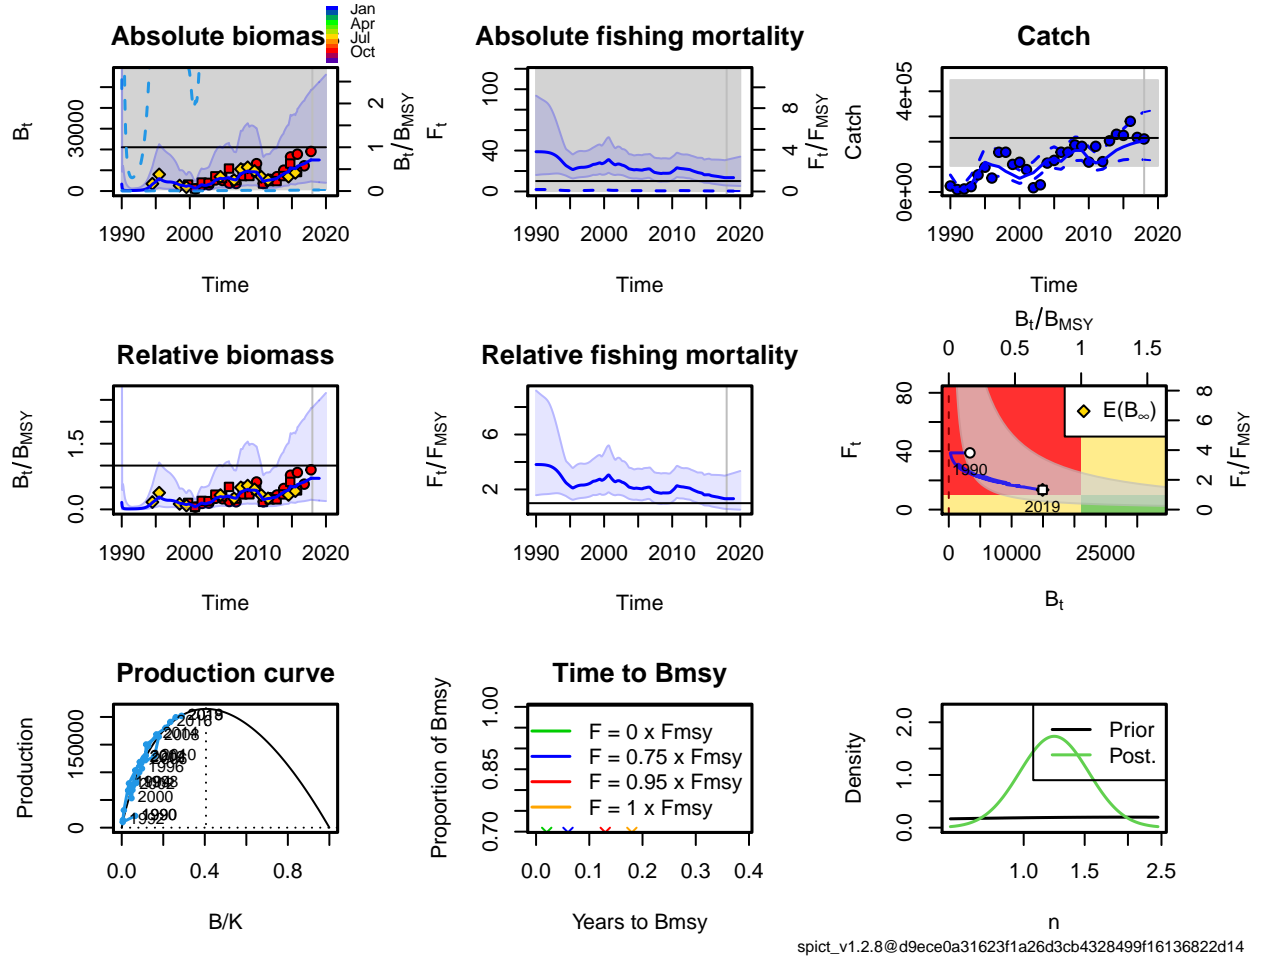 Jan
Apr
Jul
Oct
Absolute biomass
Bt
0 30000
Bt/BMSY
0 1 2
1990 2000 2010 2020
Time
Absolute fishing mortality
Ft
0 40 100
Ft/FMSY
0 4 8
1990 2000 2010 2020
Time
Catch
Catch
0e+00 4e+05
1990 2000 2010 2020
Time
Relative biomass
Bt/BMSY
0.0 1.5
1990 2000 2010 2020
Time
Relative fishing mortality
Ft/FMSY
2 6
1990 2000 2010 2020
Time
Bt/BMSY
0 0.5 1 1.5
Ft
0 40 80
Ft/FMSY
0 2 4 6 8
E(B∞)
1990
2019
0 10000 25000
Bt
Production curve
Production
0 150000
2019
2014
2008
2010
1996
1998
2002
2000
1990
1992
0.0 0.4 0.8
B/K
Time to Bmsy
Proportion of Bmsy
0.70 0.85 1.00
F = 0 x Fmsy
F = 0.75 x Fmsy
F = 0.95 x Fmsy
F = 1 x Fmsy
0.0 0.1 0.2 0.3 0.4
Years to Bmsy
Density
0.0 1.0 2.0
Prior
Post.
1.0 1.5 2.5
n
spict_v1.2.8@d9ece0a31623f1a26d3cb4328499f16136822d14